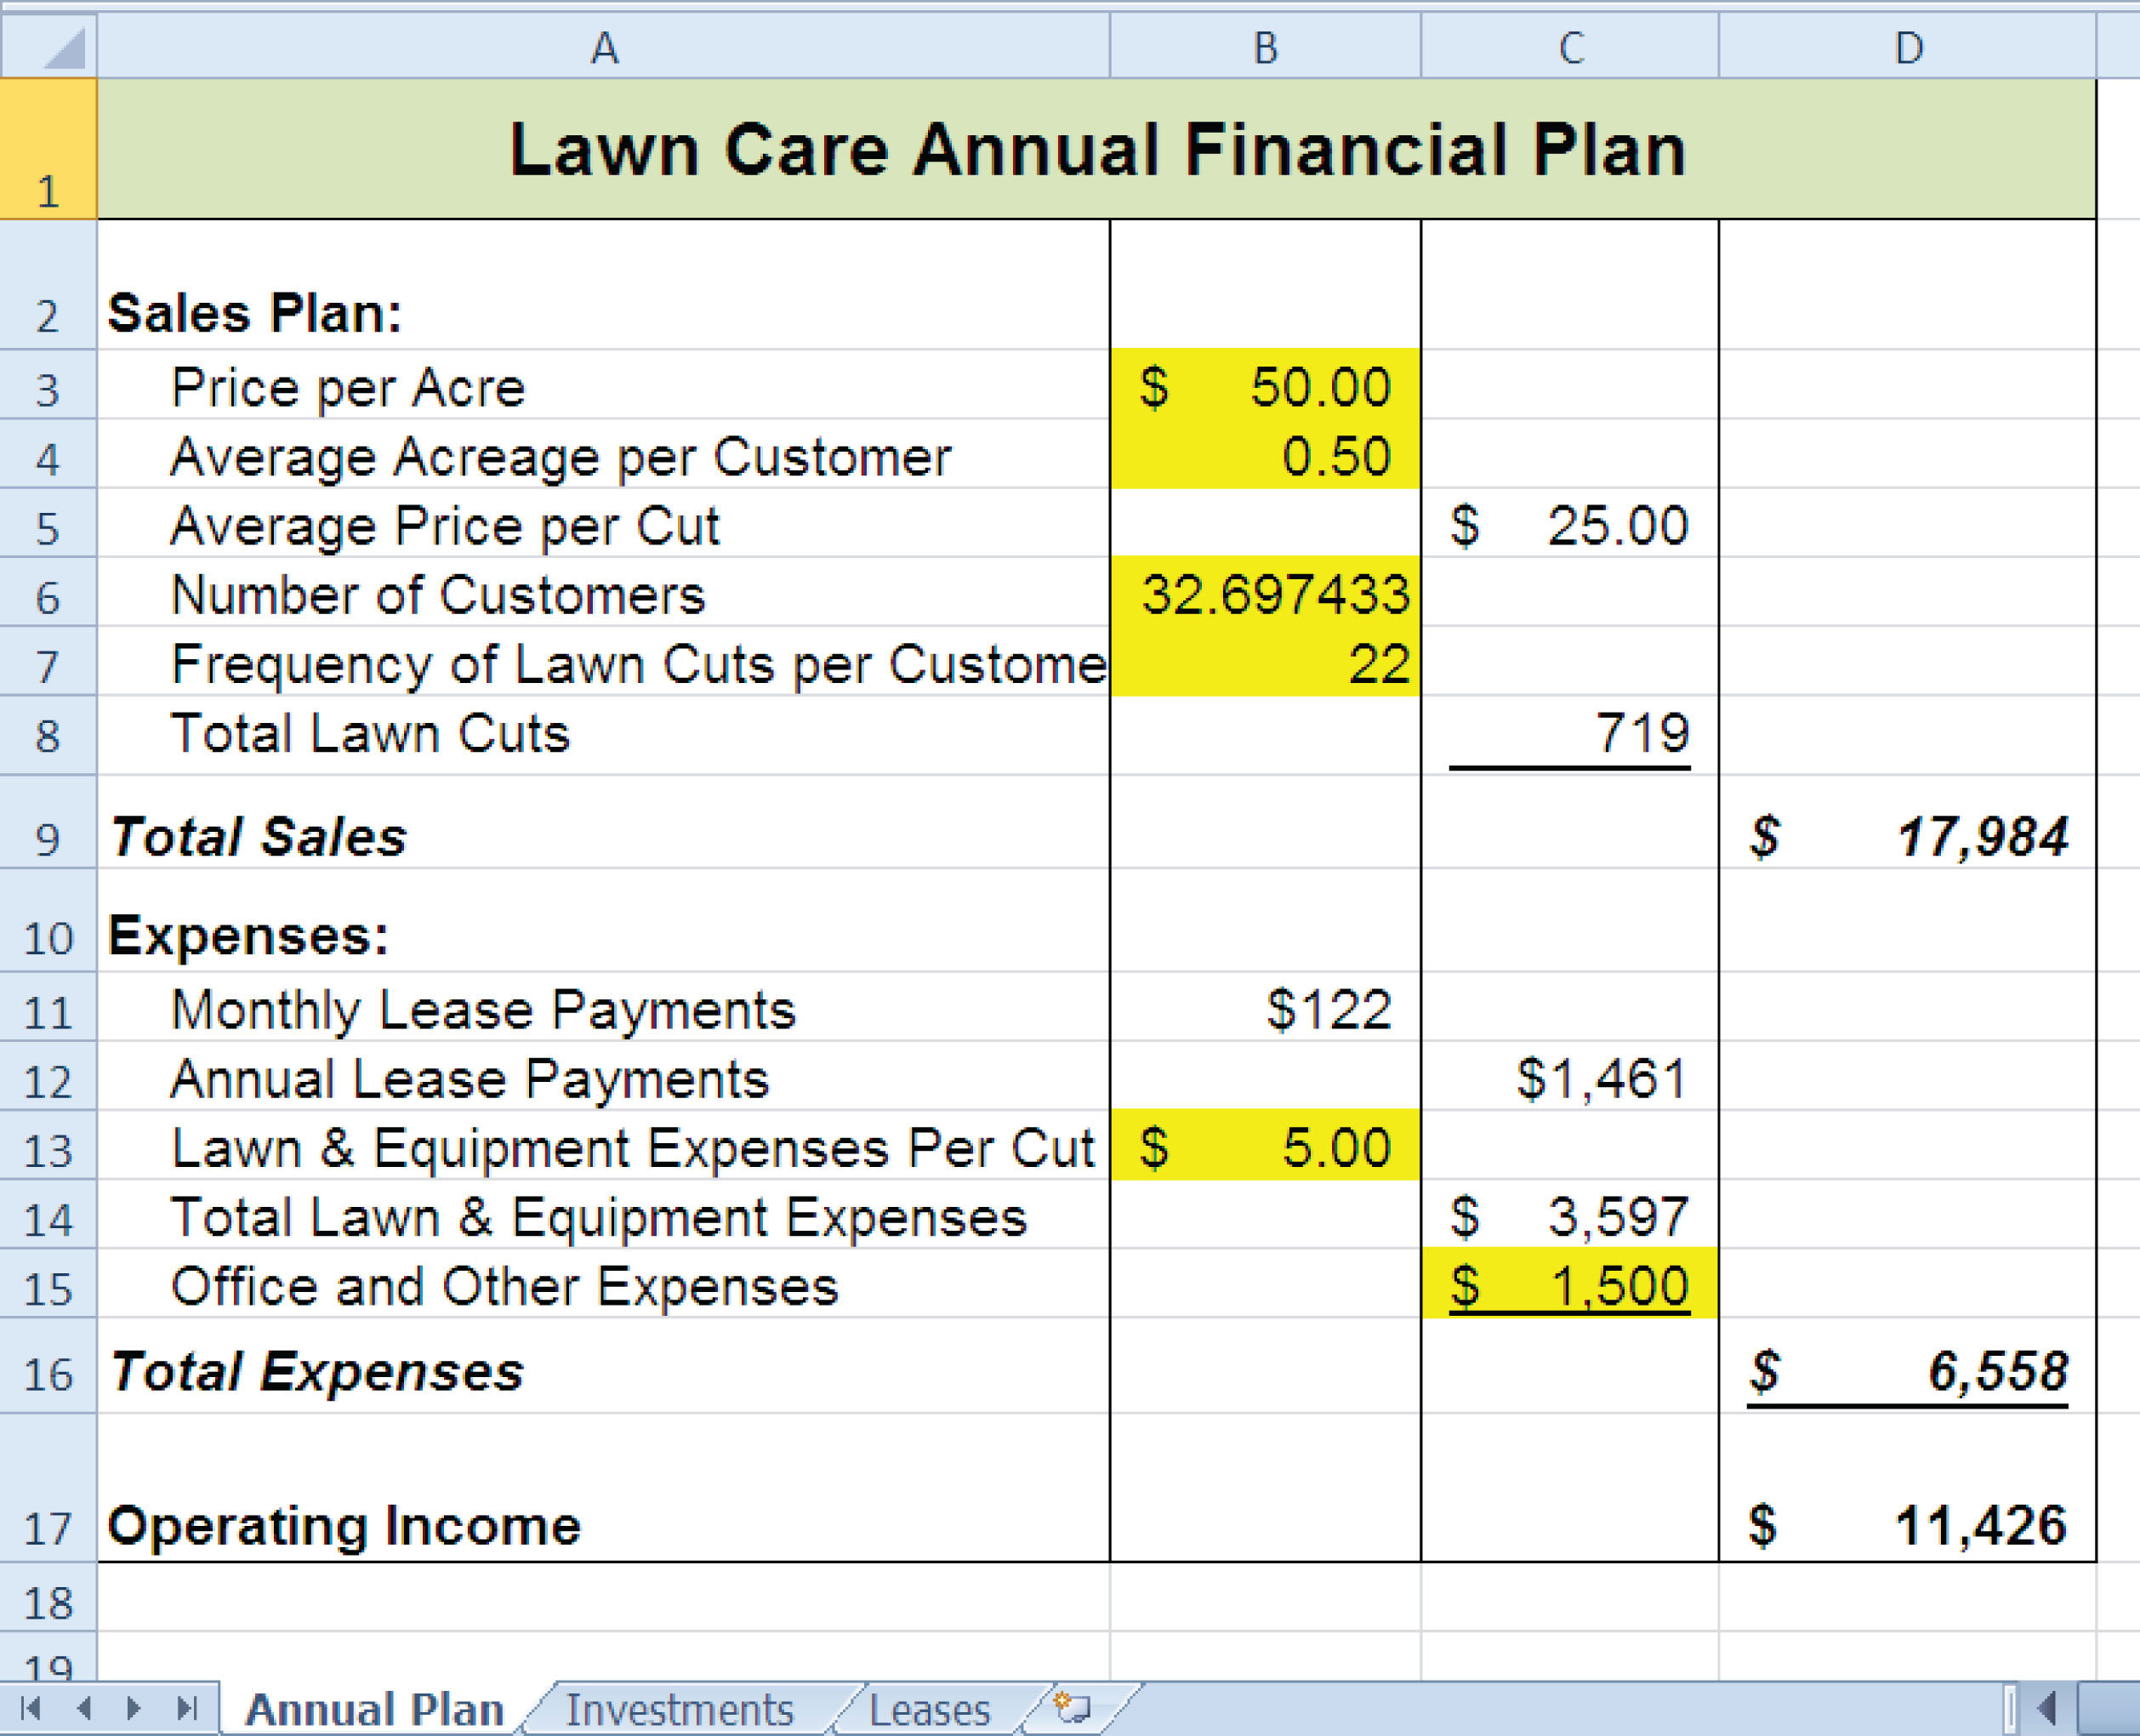 A B C D
1 Lawn Care Annual Financial Plan
2 Sales Plan:
3 Price per Acre $ 50.00
4 Average Acreage per Customer 0.50
5 Average Price per Cut $ 25.00
6 Number of Customers 32.697433
7 Frequency of Lawn Cuts per Custome 22
8 Total Lawn Cuts 719
9 Total Sales $ 17,984
10 Expenses:
11 Monthly Lease Payments $122
12 Annual Lease Payments $1,461
13 Lawn & Equipment Expenses Per Cut $ 5.00
14 Total Lawn & Equipment Expenses $ 3,597
15 Office and Other Expenses $ 1,500
16 Total Expenses $ 6,558
17 Operating Income $ 11,426
18
19
Annual Plan Investments Leases